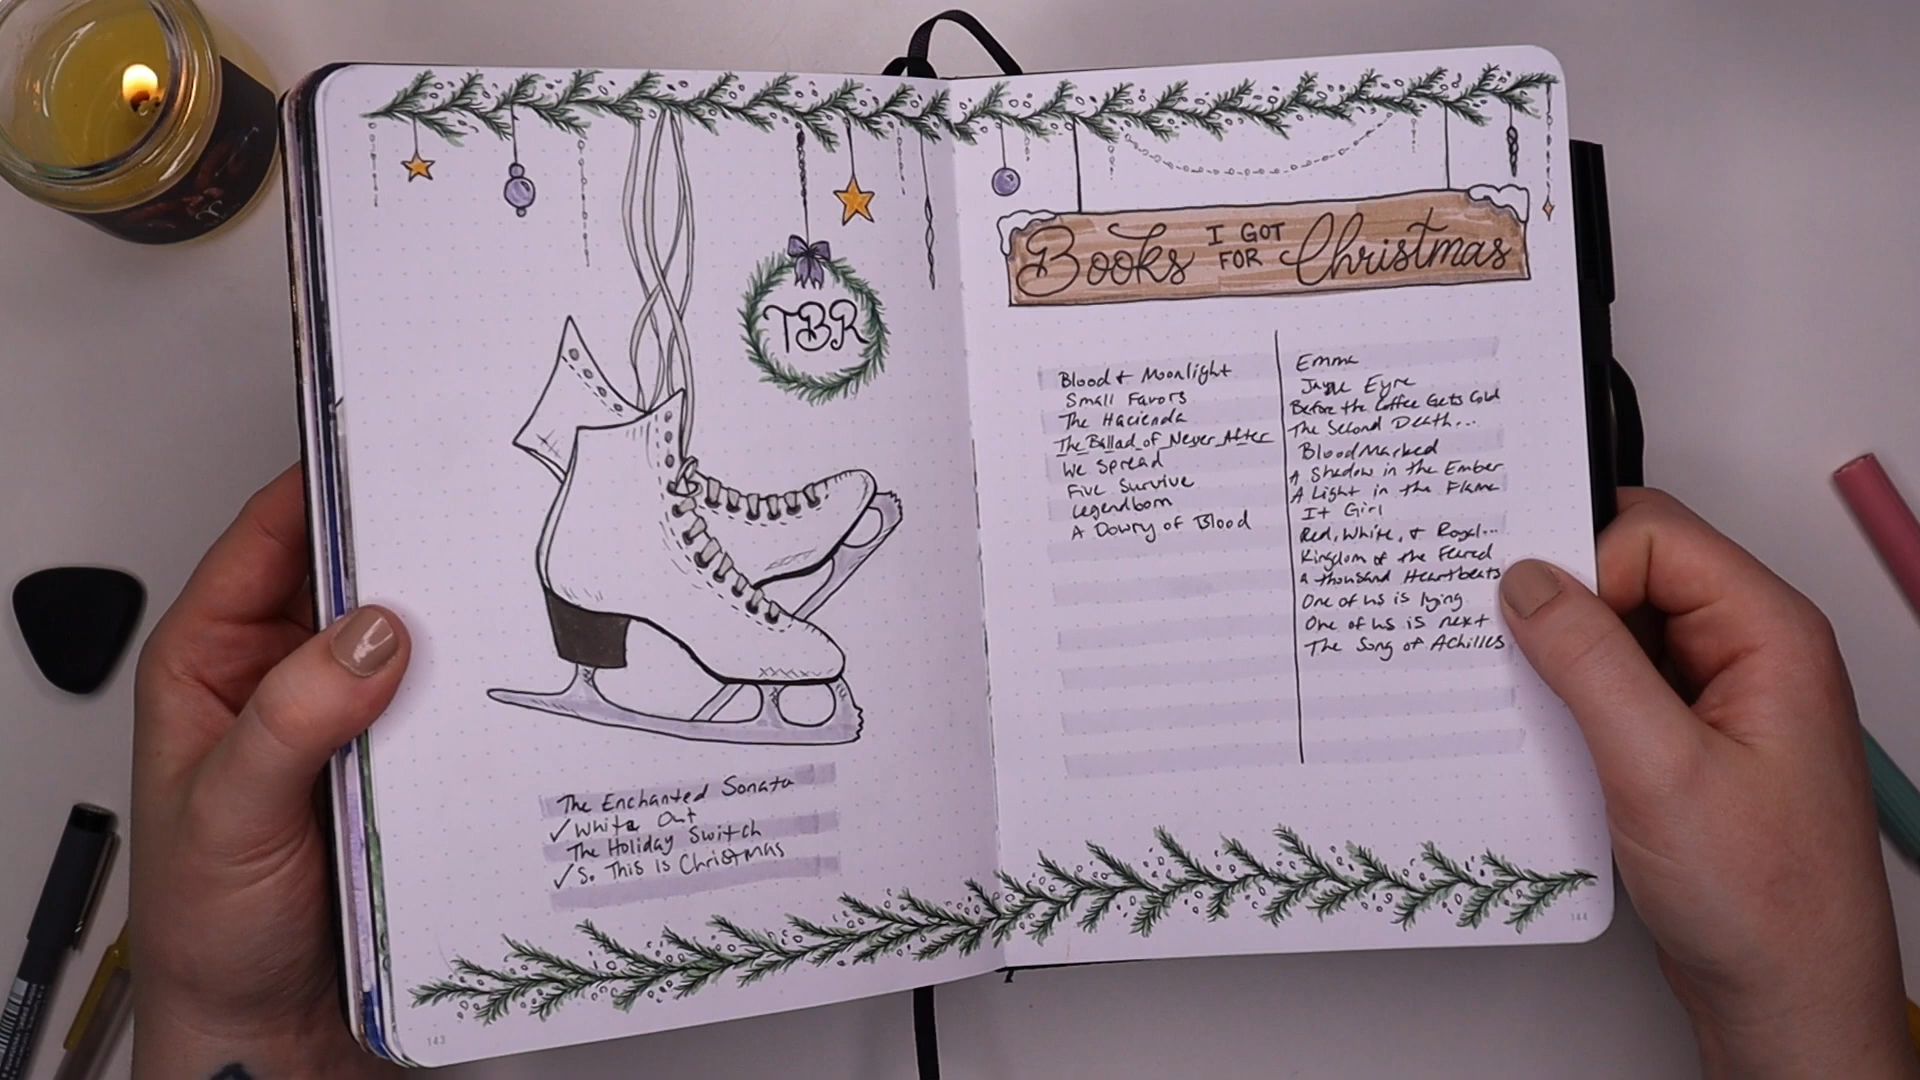 TBR
The Enchanted Sonata
✓ White Out
The Holiday Switch
✓ So This Is Christmas
143
Books I GOT FOR Christmas
Blood & Moonlight
Small Favors
The Hacienda
The Ballad of Never After
We Spread
Five Survive
Legendborn
A Dowry of Blood
Emma
Jayne Eyre
Before the Coffee Gets Cold
The Second Death...
BloodMarked
A Shadow in the Ember
A Light in the Flame
It Girl
Red, White, & Royal...
Kingdom of the Feared
a thousand Heartbeats
One of us is lying
One of us is next
The Song of Achilles
144